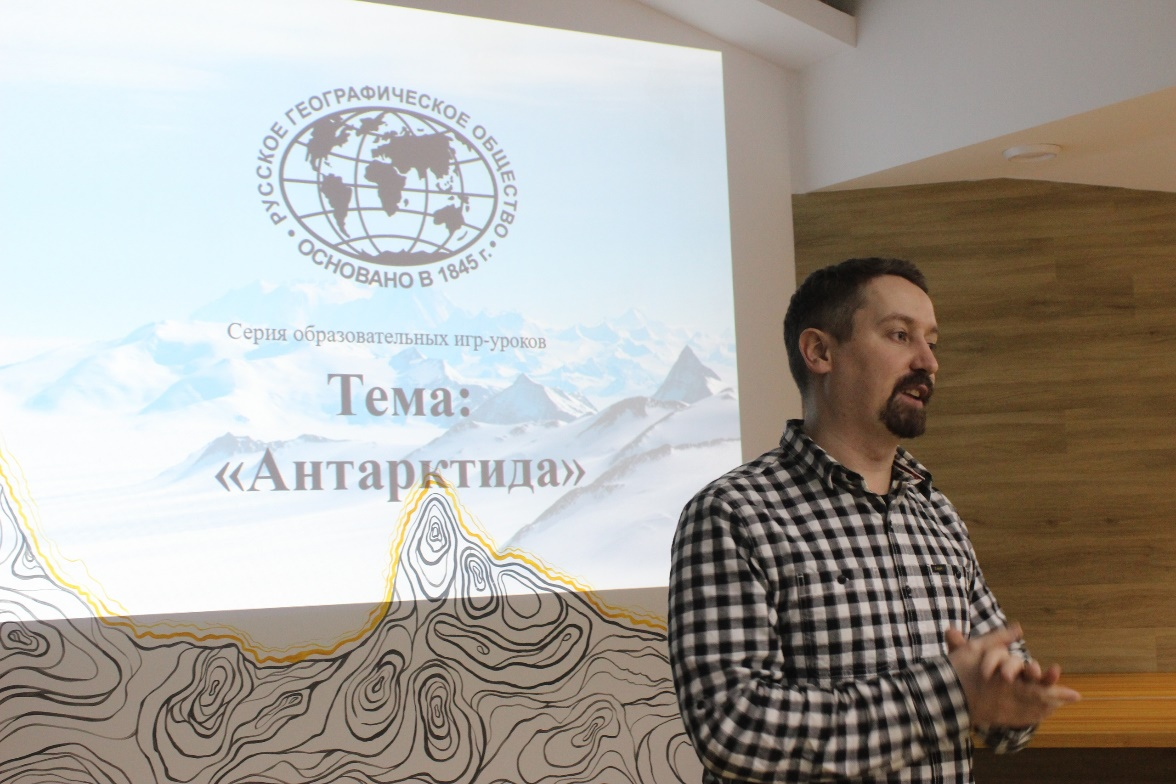 РУССКОЕ ГЕОГРАФИЧЕСКОЕ ОБЩЕСТВО
• ОСНОВАНО В 1845 г. •
Серия образовательных игр-уроков
Тема:
«Антарктида»